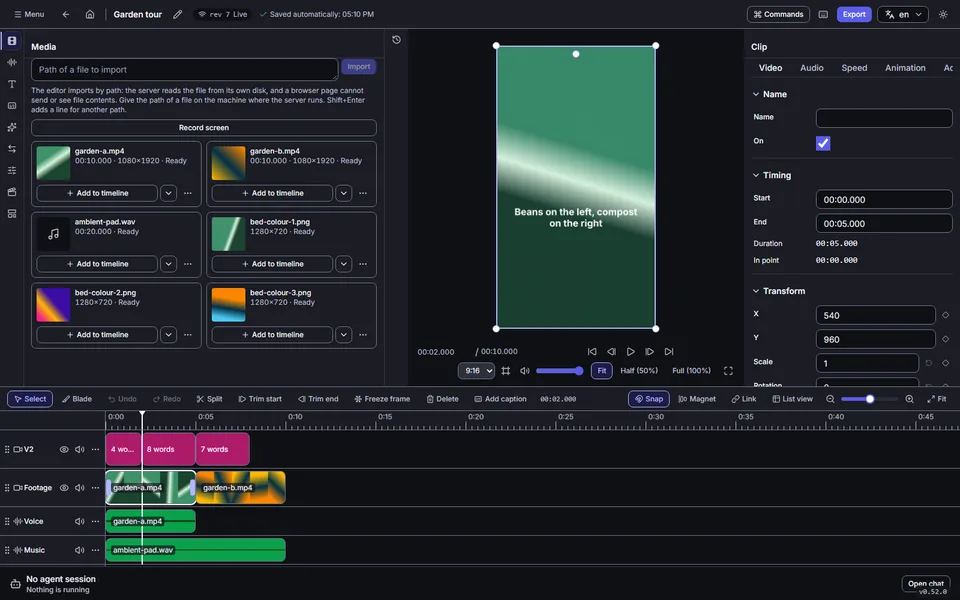 Menu
Garden tour
rev 7 Live
Saved automatically: 05:10 PM
Commands
Export
en
Media
Path of a file to import
Import
The editor imports by path: the server reads the file from its own disk, and a browser page cannot
send or see file contents. Give the path of a file on the machine where the server runs. Shift+Enter
adds a line for another path.
Record screen
garden-a.mp4
00:10.000 · 1080×1920 · Ready
+ Add to timeline
garden-b.mp4
00:10.000 · 1080×1920 · Ready
+ Add to timeline
ambient-pad.wav
00:20.000 · Ready
+ Add to timeline
bed-colour-1.png
1280×720 · Ready
+ Add to timeline
bed-colour-2.png
1280×720 · Ready
+ Add to timeline
bed-colour-3.png
1280×720 · Ready
+ Add to timeline
Beans on the left, compost
on the right
00:02.000 / 00:10.000
9:16
Fit
Half (50%)
Full (100%)
Clip
Video
Audio
Speed
Animation
Ac
Name
Name
On
Timing
Start
00:00.000
End
00:05.000
Duration
00:05.000
In point
00:00.000
Transform
X
540
Y
960
Scale
1
Rotation
Select
Blade
Undo
Redo
Split
Trim start
Trim end
Freeze frame
Delete
Add caption
00:02.000
Snap
Magnet
Link
List view
Fit
0:00
0:05
0:10
0:15
0:20
0:25
0:30
0:35
0:40
0:45
V2
4 wo...
8 words
7 words
Footage
garden-a.mp4
garden-b.mp4
Voice
garden-a.mp4
Music
ambient-pad.wav
No agent session
Nothing is running
Open chat
v0.52.0